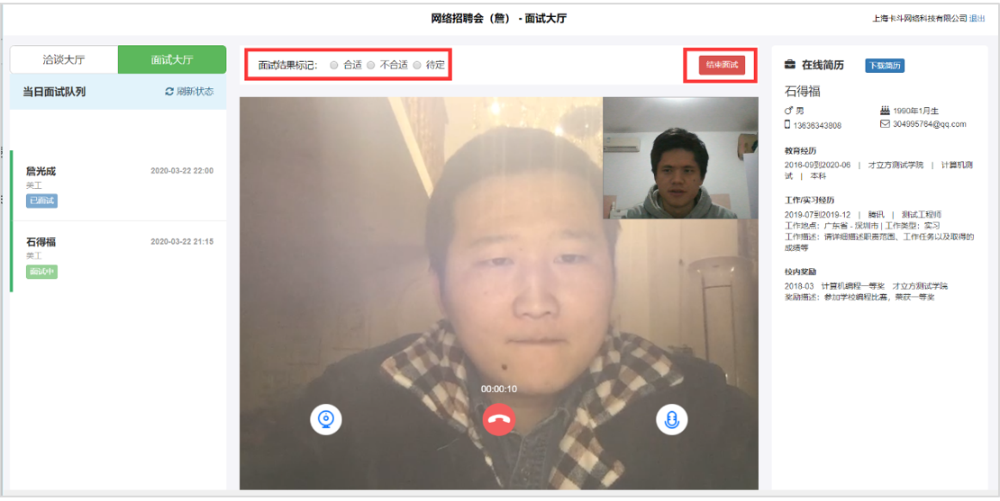 网络招聘会（詹）- 面试大厅
上海卡斗网络科技有限公司 退出
洽谈大厅
面试大厅
当日面试队列
刷新状态
詹光成
2020-03-22 22:00
美工
已面试
石得福
2020-03-22 21:15
美工
面试中
面试结果标记：
合适
不合适
待定
结束面试
00:00:10
在线简历
下载简历
石得福
男
1990年1月生
13636343808
304995764@qq.com
教育经历
2016-09到2020-06 | 才立方测试学院 | 计算机测
试 | 本科
工作/实习经历
2019-07到2019-12 | 腾讯 | 测试工程师
工作地点：广东省 - 深圳市 | 工作类型：实习
工作描述：请详细描述职责范围、工作任务以及取得的
成绩等
校内奖励
2018-03 计算机编程一等奖 才立方测试学院
奖励描述：参加学校编程比赛，荣获一等奖